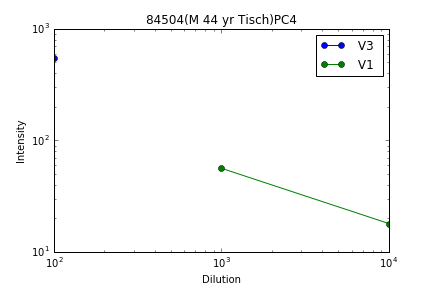 84504(M 44 yr Tisch)PC4
V3
V1
Intensity
10³
10²
10¹
10² 10³ 10⁴
Dilution